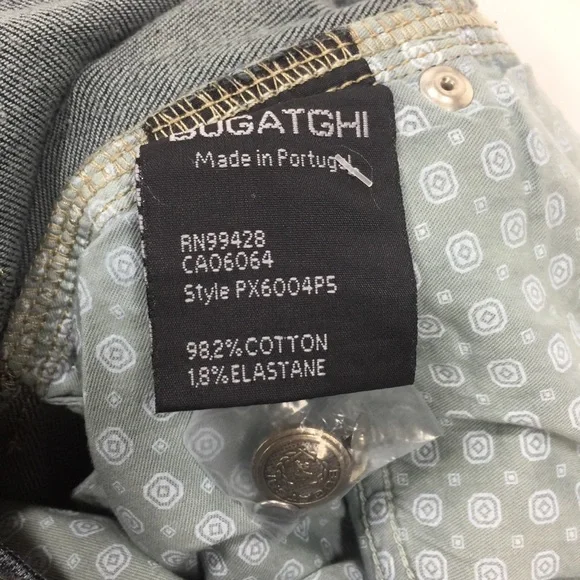 BUGATCHI
Made in Portugal
RN99428
CA06064
Style PX6004P5
98,2% COTTON
1,8% ELASTANE